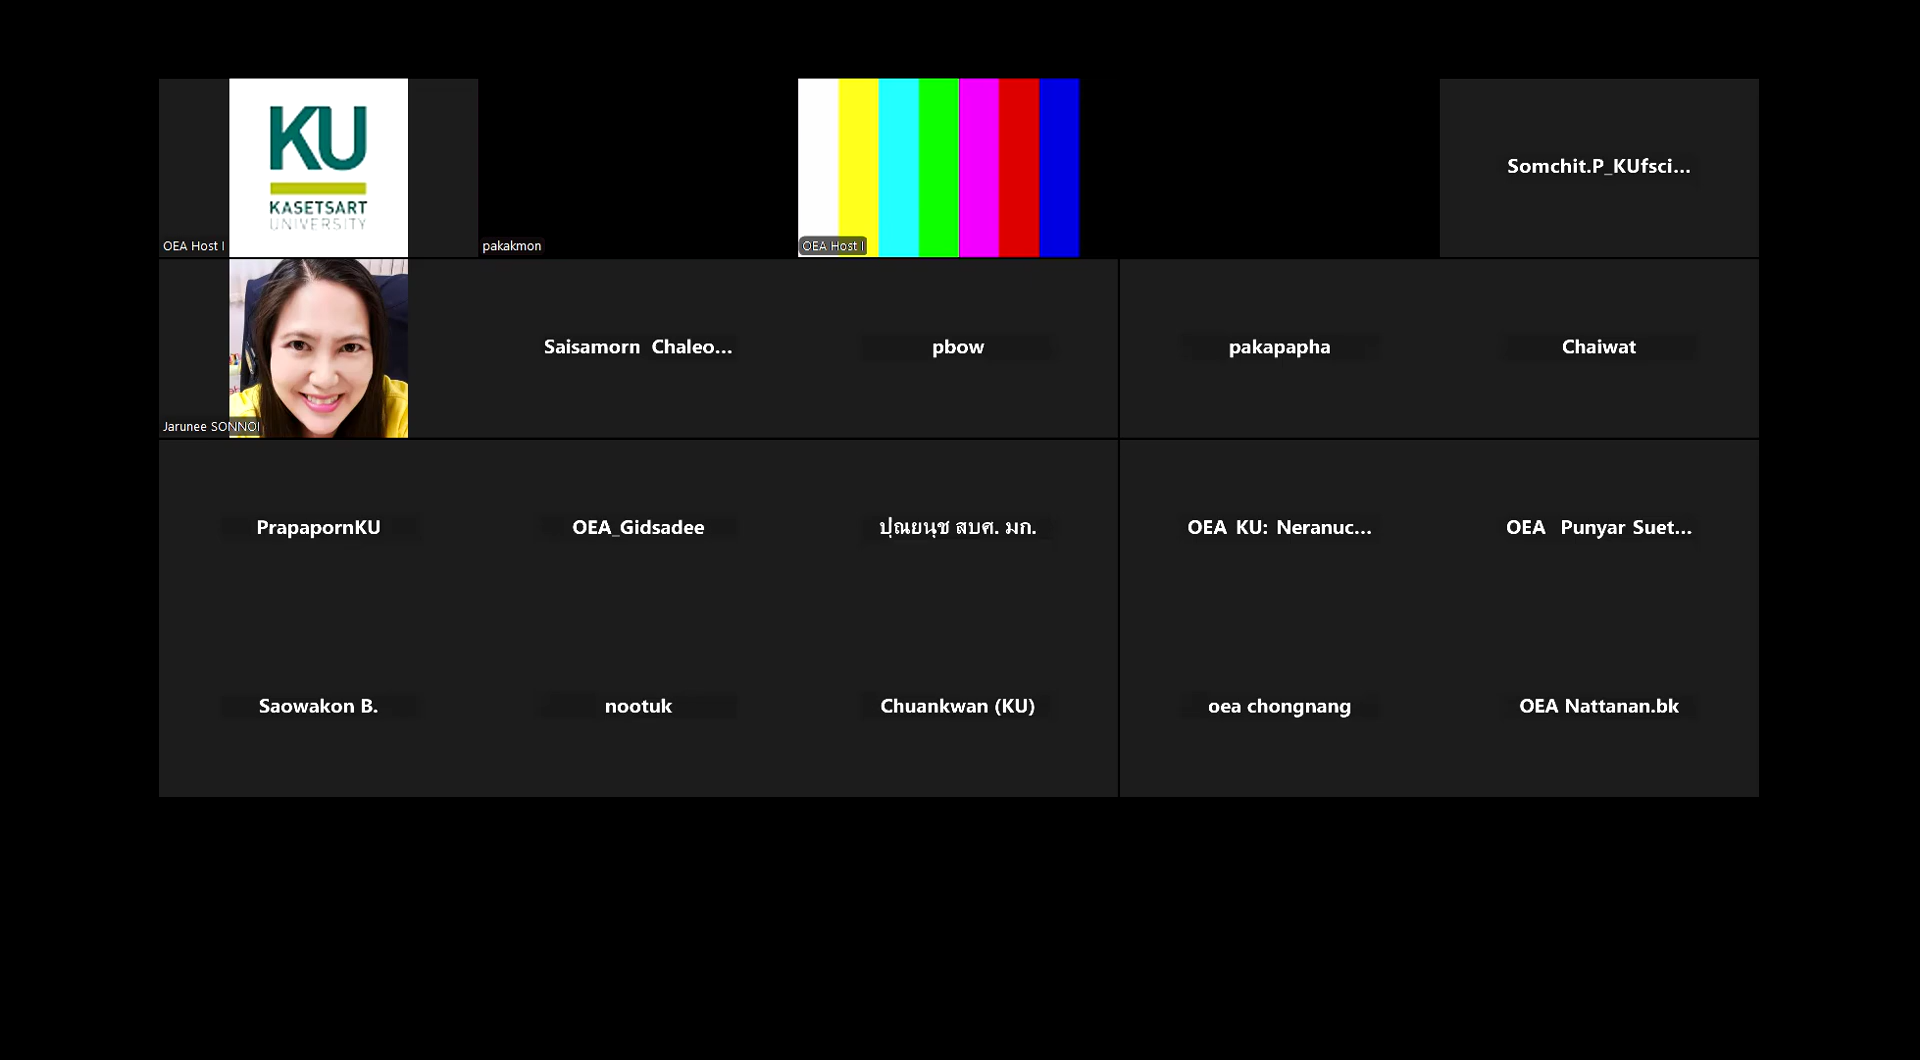 KU
KASETSART
UNIVERSITY
OEA Host I
pakakmon
OEA Host I
Somchit.P_KUfsci...
Jarunee SONNOI
Saisamorn Chaleo...
pbow
pakapapha
Chaiwat
PrapapornKU
OEA_Gidsadee
ปุณยนุช สบศ. มก.
OEA KU: Neranuc...
OEA Punyar Suet...
Saowakon B.
nootuk
Chuankwan (KU)
oea chongnang
OEA Nattanan.bk